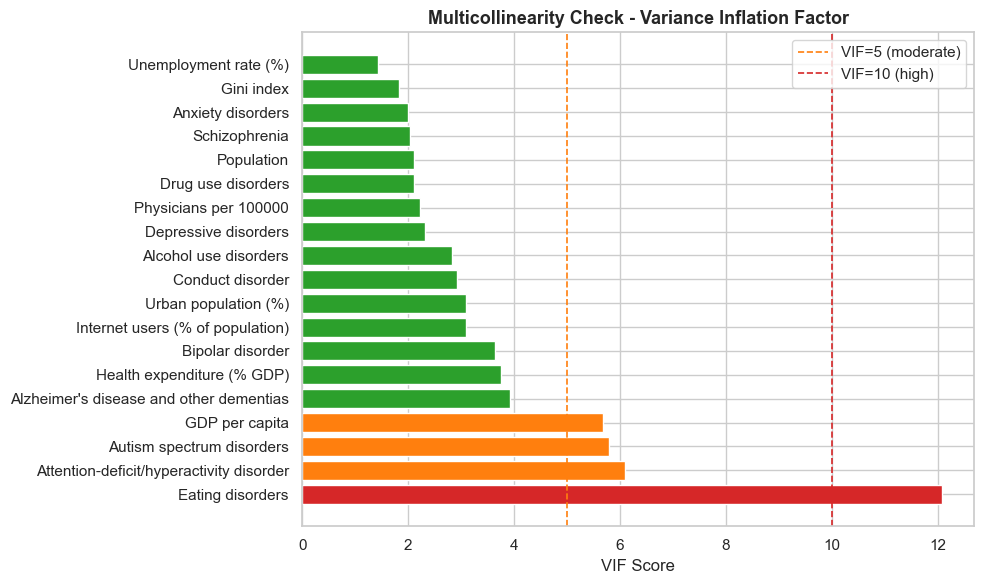 Multicollinearity Check - Variance Inflation Factor
VIF=5 (moderate)
VIF=10 (high)
Unemployment rate (%)
Gini index
Anxiety disorders
Schizophrenia
Population
Drug use disorders
Physicians per 100000
Depressive disorders
Alcohol use disorders
Conduct disorder
Urban population (%)
Internet users (% of population)
Bipolar disorder
Health expenditure (% GDP)
Alzheimer's disease and other dementias
GDP per capita
Autism spectrum disorders
Attention-deficit/hyperactivity disorder
Eating disorders
0 2 4 6 8 10 12
VIF Score